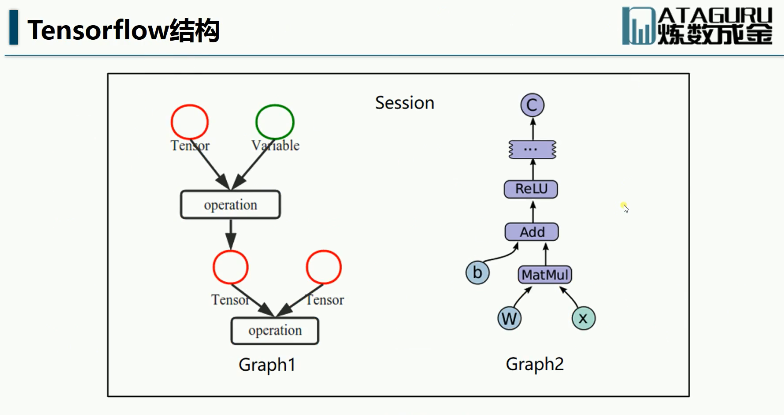 Tensorflow结构
ATAGURU
炼数成金
Session
Tensor
Variable
operation
Tensor
Tensor
operation
Graph1
C
...
ReLU
Add
b
MatMul
W
x
Graph2